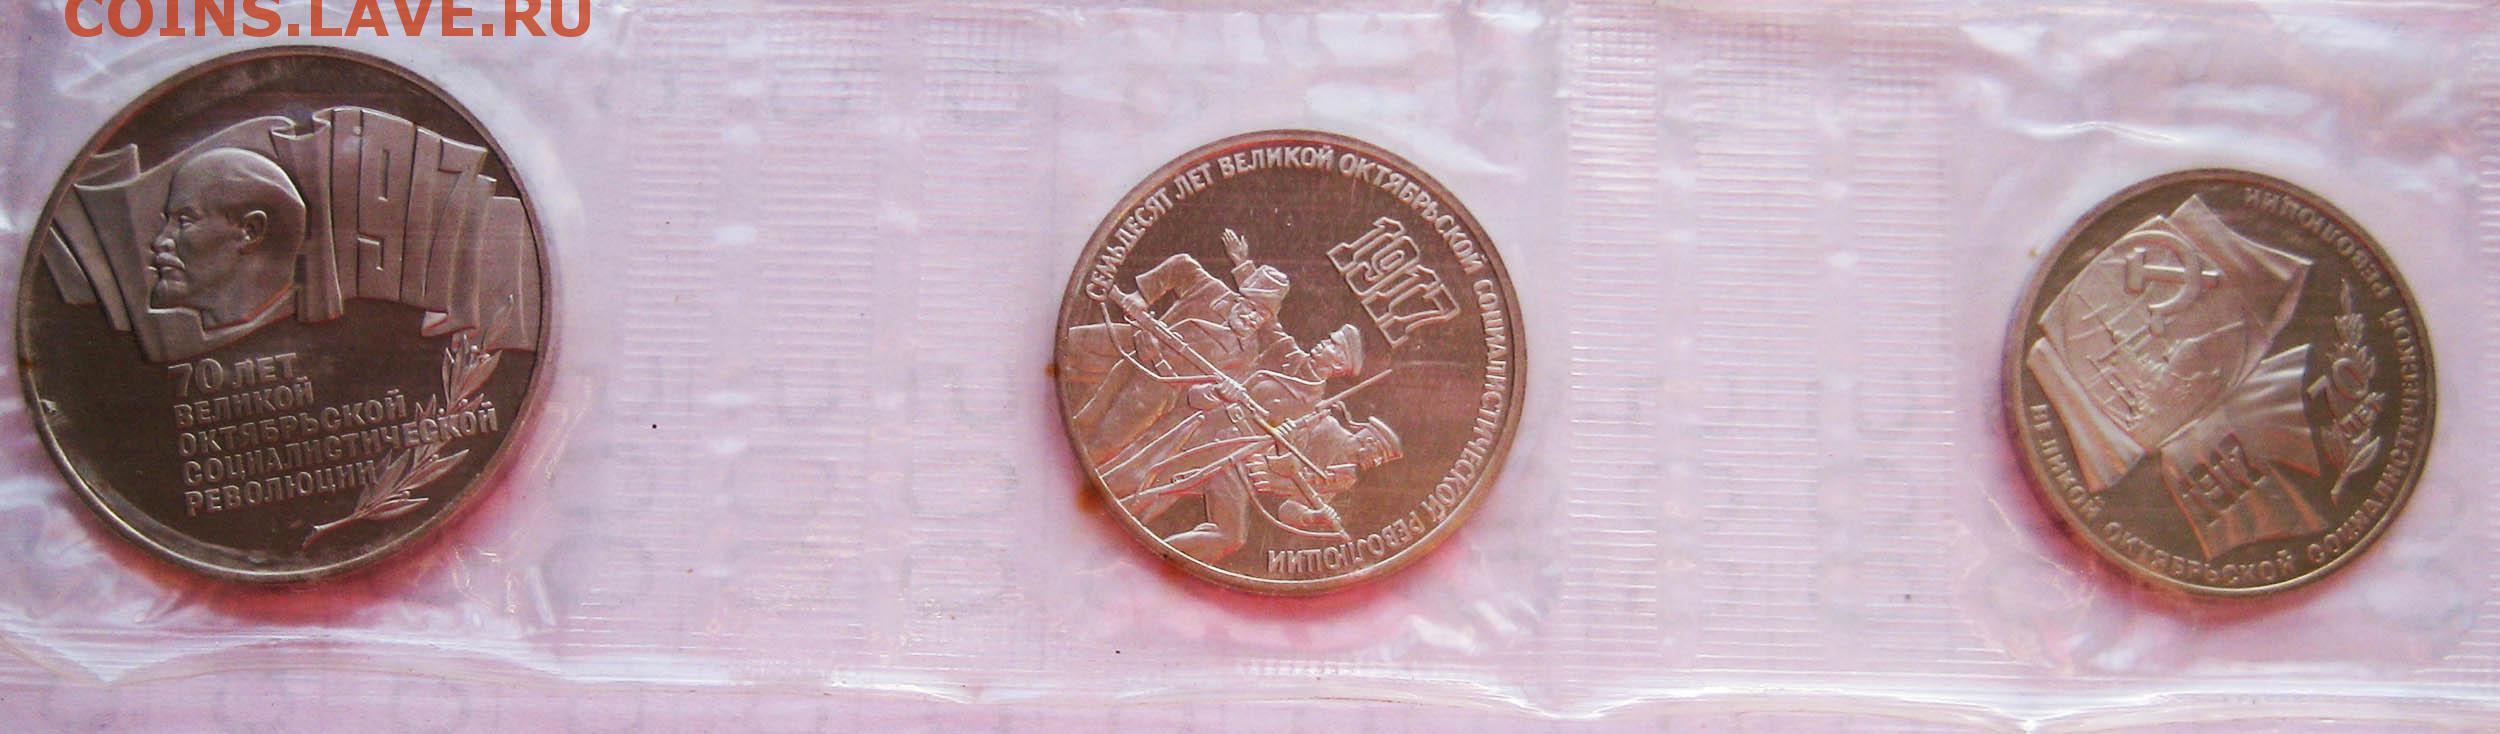 COINS.LAVE.RU
1917
70 ЛЕТ
ВЕЛИКОЙ
ОКТЯБРЬСКОЙ
СОЦИАЛИСТИЧЕСКОЙ
РЕВОЛЮЦИИ
СЕМЬДЕСЯТ ЛЕТ ВЕЛИКОЙ ОКТЯБРЬСКОЙ СОЦИАЛИСТИЧЕСКОЙ РЕВОЛЮЦИИ
1917
70
ЛЕТ
1917
ВЕЛИКОЙ ОКТЯБРЬСКОЙ СОЦИАЛИСТИЧЕСКОЙ РЕВОЛЮЦИИ